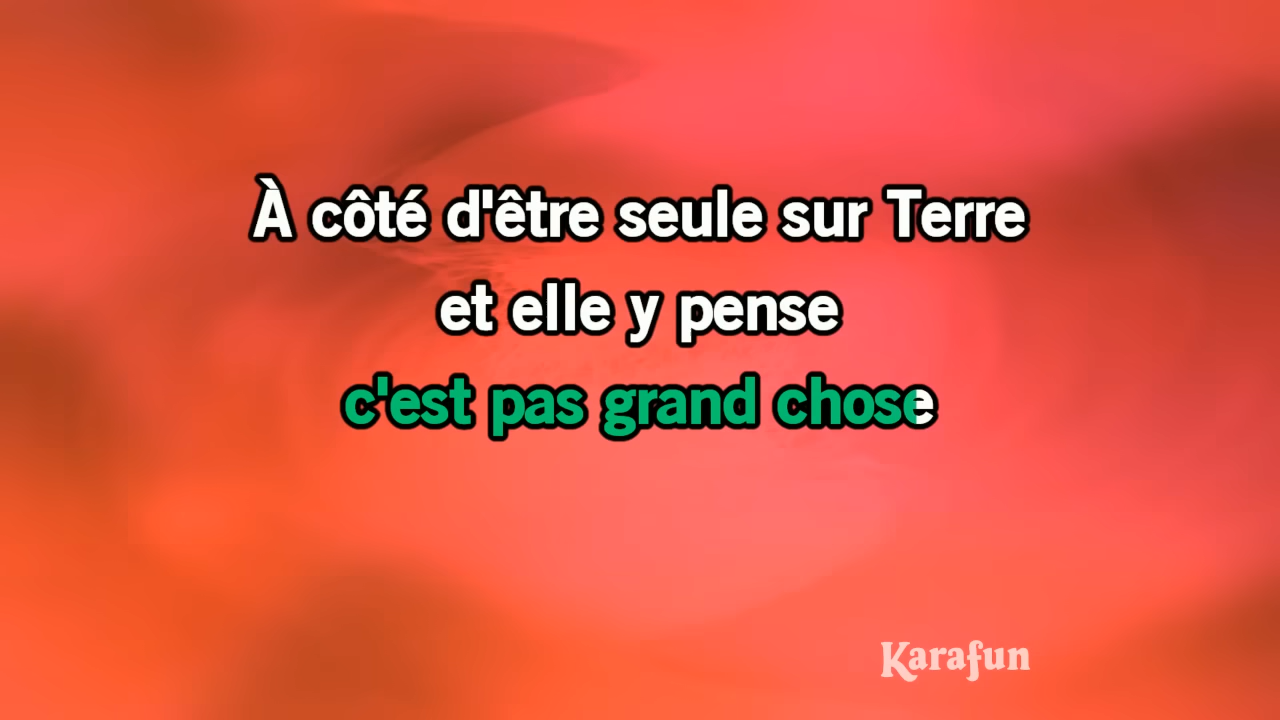 À côté d'être seule sur Terre
et elle y pense
c'est pas grand chose
Karafun